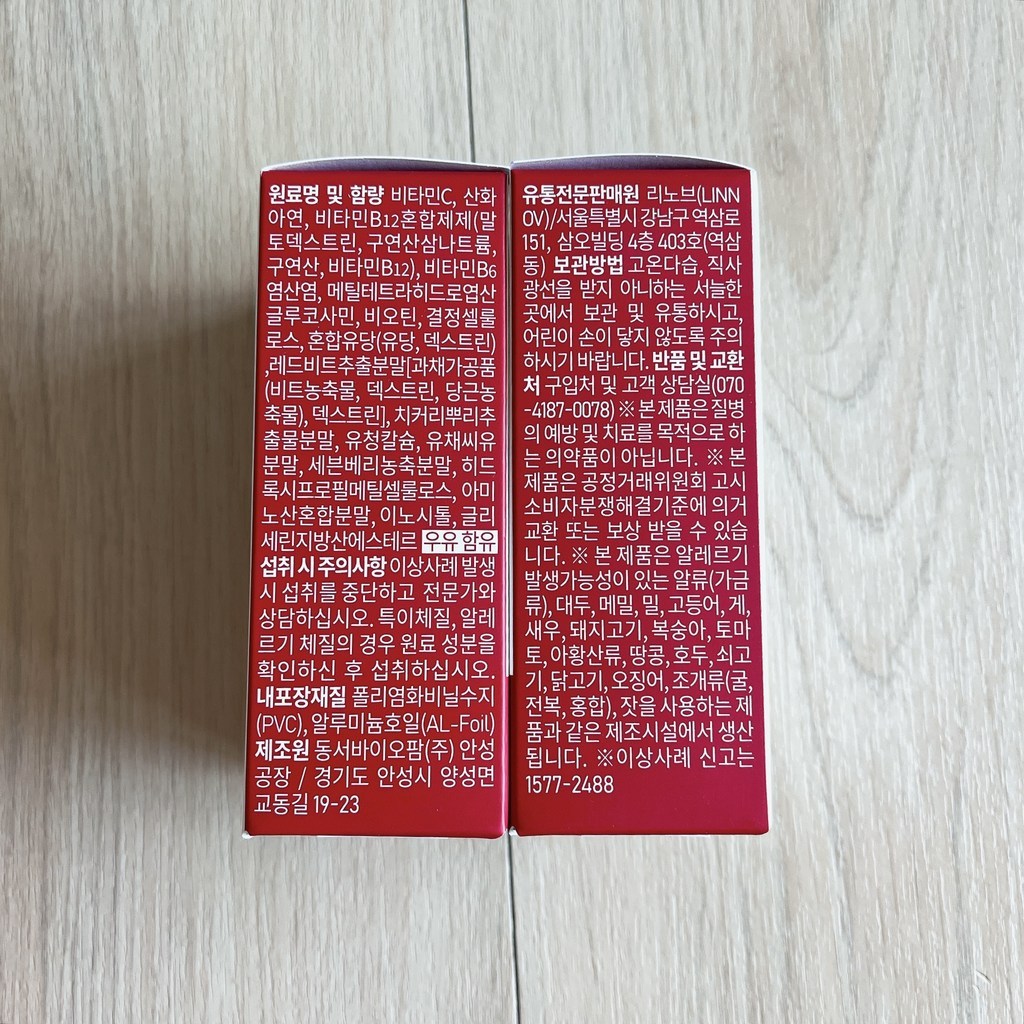 원료명 및 함량 비타민C, 산화
아연, 비타민B12혼합제제(말
토덱스트린, 구연산삼나트륨,
구연산, 비타민B12), 비타민B6
염산염, 메틸테트라히드로엽산
글루코사민, 비오틴, 결정셀룰
로스, 혼합유당(유당, 덱스트린)
,레드비트추출분말[과채가공품
(비트농축물, 덱스트린, 당근농
축물), 덱스트린], 치커리뿌리추
출물분말, 유청칼슘, 유채씨유
분말, 세븐베리농축분말, 히드
록시프로필메틸셀룰로스, 아미
노산혼합분말, 이노시톨, 글리
세린지방산에스테르 우유 함유
섭취 시 주의사항 이상사례 발생
시 섭취를 중단하고 전문가와
상담하십시오. 특이체질, 알레
르기 체질의 경우 원료 성분을
확인하신 후 섭취하십시오.
내포장재질 폴리염화비닐수지
(PVC), 알루미늄호일(AL-Foil)
제조원 동서바이오팜(주) 안성
공장 / 경기도 안성시 양성면
교동길 19-23
유통전문판매원 리노브(LINN
OV)/서울특별시 강남구 역삼로
151, 삼오빌딩 4층 403호(역삼
동) 보관방법 고온다습, 직사
광선을 받지 아니하는 서늘한
곳에서 보관 및 유통하시고,
어린이 손이 닿지 않도록 주의
하시기 바랍니다. 반품 및 교환
처 구입처 및 고객 상담실(070
-4187-0078) ※ 본 제품은 질병
의 예방 및 치료를 목적으로 하
는 의약품이 아닙니다. ※ 본
제품은 공정거래위원회 고시
소비자분쟁해결기준에 의거
교환 또는 보상 받을 수 있습
니다. ※ 본 제품은 알레르기
발생가능성이 있는 알류(가금
류), 대두, 메밀, 밀, 고등어, 게,
새우, 돼지고기, 복숭아, 토마
토, 아황산류, 땅콩, 호두, 쇠고
기, 닭고기, 오징어, 조개류(굴,
전복, 홍합), 잣을 사용하는 제
품과 같은 제조시설에서 생산
됩니다. ※이상사례 신고는
1577-2488